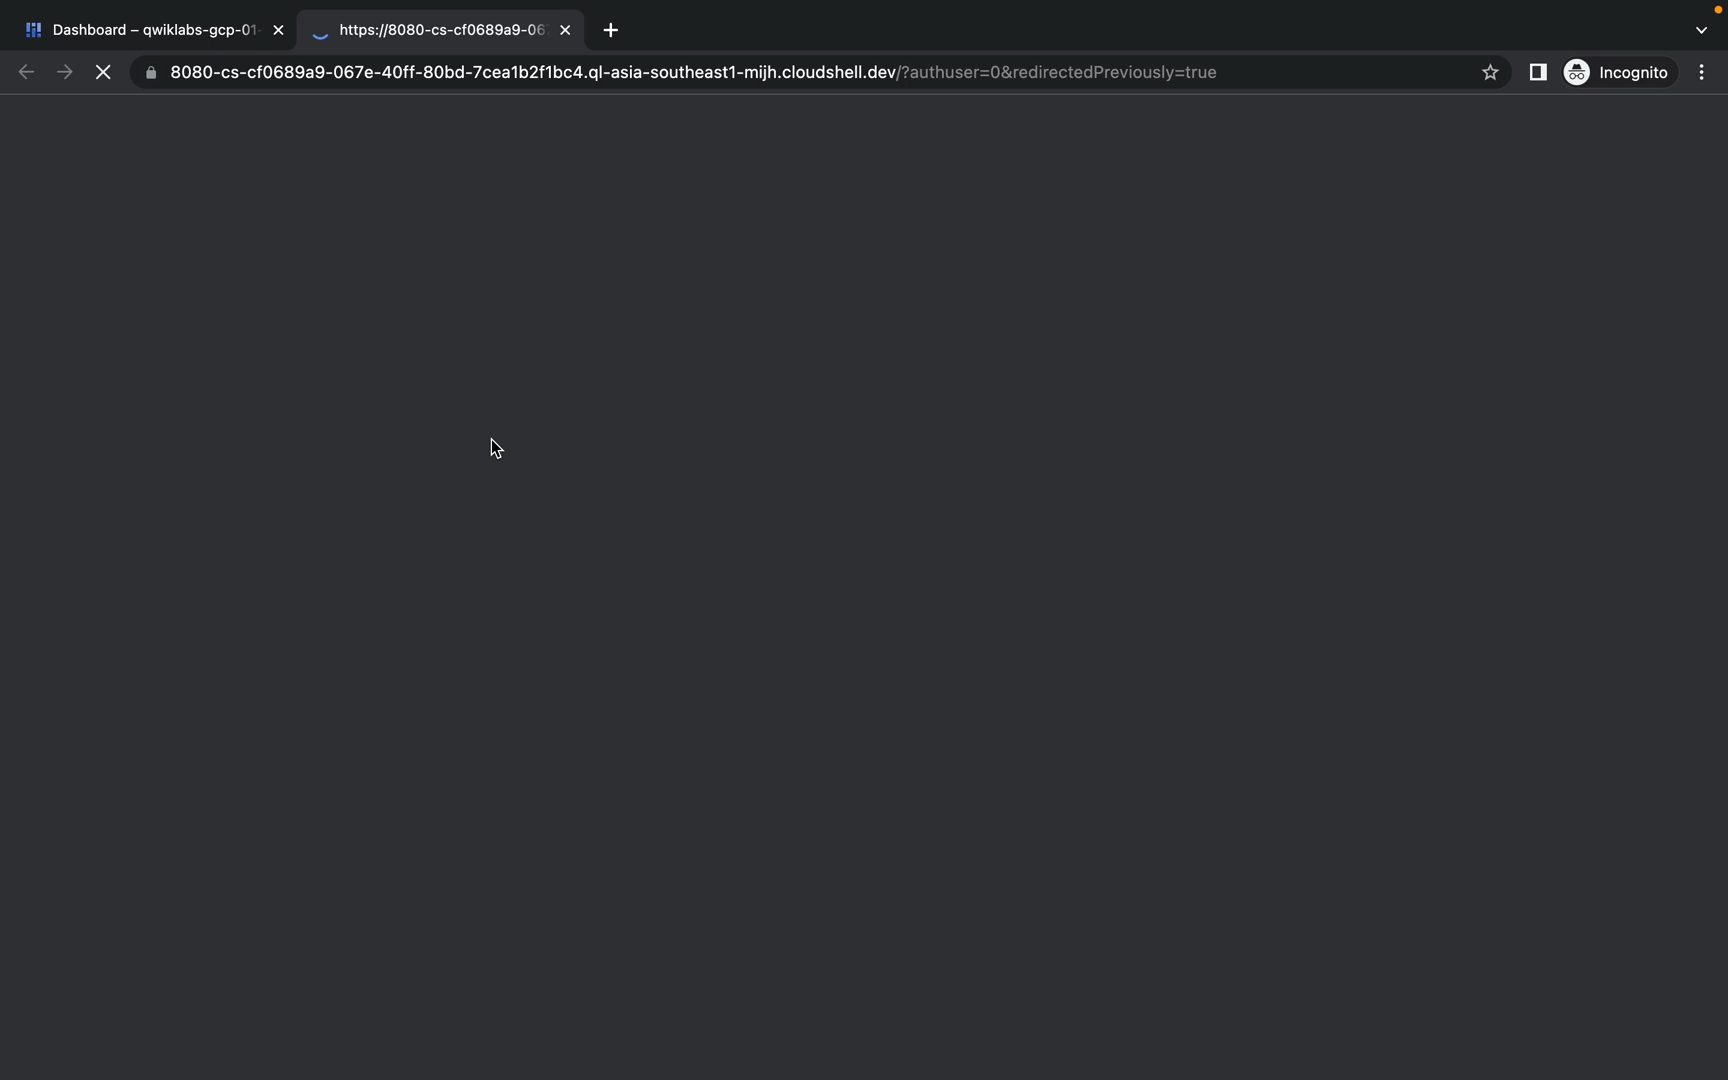 Dashboard – qwiklabs-gcp-01-
https://8080-cs-cf0689a9-067
8080-cs-cf0689a9-067e-40ff-80bd-7cea1b2f1bc4.ql-asia-southeast1-mijh.cloudshell.dev/?authuser=0&redirectedPreviously=true
Incognito